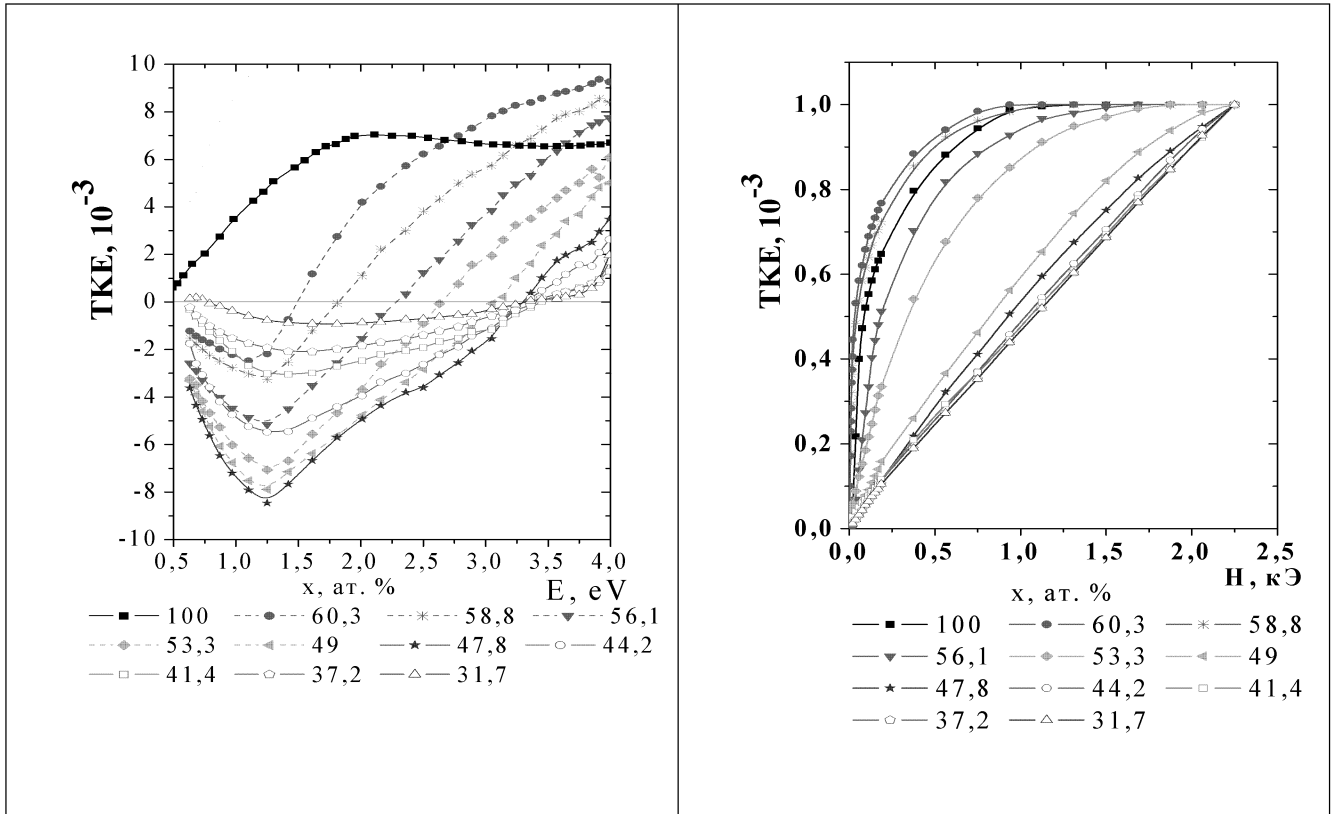 10
8
6
4
2
0
-2
-4
-6
-8
-10
TKE, 10⁻³
0,5 1,0 1,5 2,0 2,5 3,0 3,5 4,0
x, ат. % E, eV
100 60,3 58,8 56,1
53,3 49 47,8 44,2
41,4 37,2 31,7
1,0
0,8
0,6
0,4
0,2
0,0
TKE, 10⁻³
0,0 0,5 1,0 1,5 2,0 2,5
x, ат. % H, кЭ
100 60,3 58,8
56,1 53,3 49
47,8 44,2 41,4
37,2 31,7